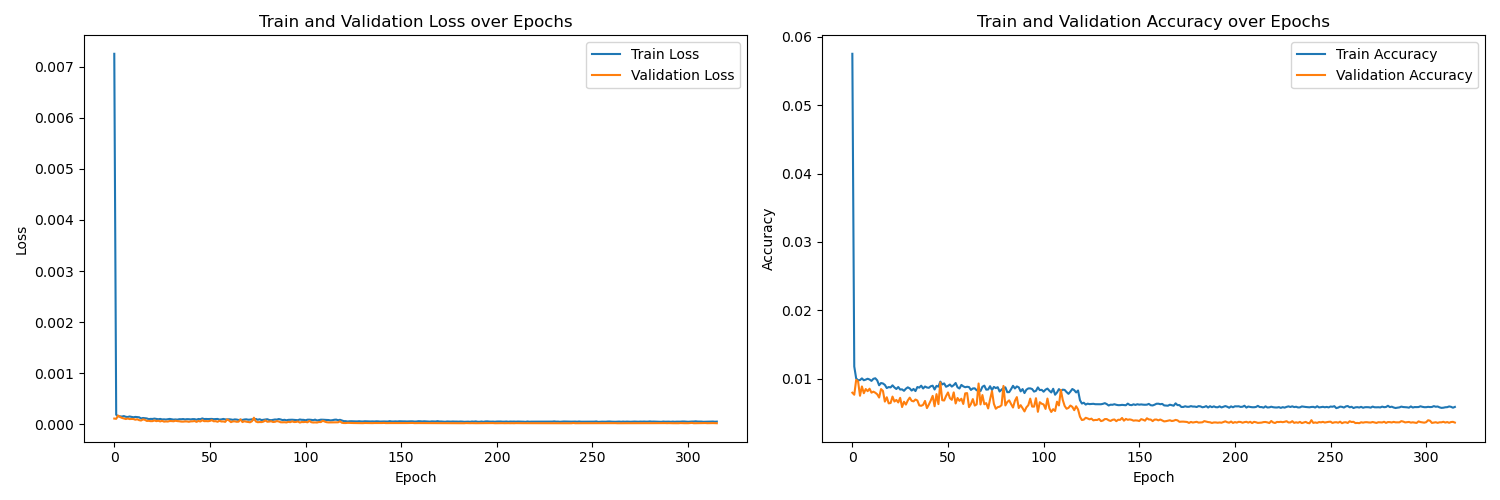 Train and Validation Loss over Epochs
Train Loss
Validation Loss
0.007
0.006
0.005
0.004
0.003
0.002
0.001
0.000
Loss
0
50
100
150
200
250
300
Epoch
Train and Validation Accuracy over Epochs
Train Accuracy
Validation Accuracy
0.06
0.05
0.04
0.03
0.02
0.01
Accuracy
0
50
100
150
200
250
300
Epoch